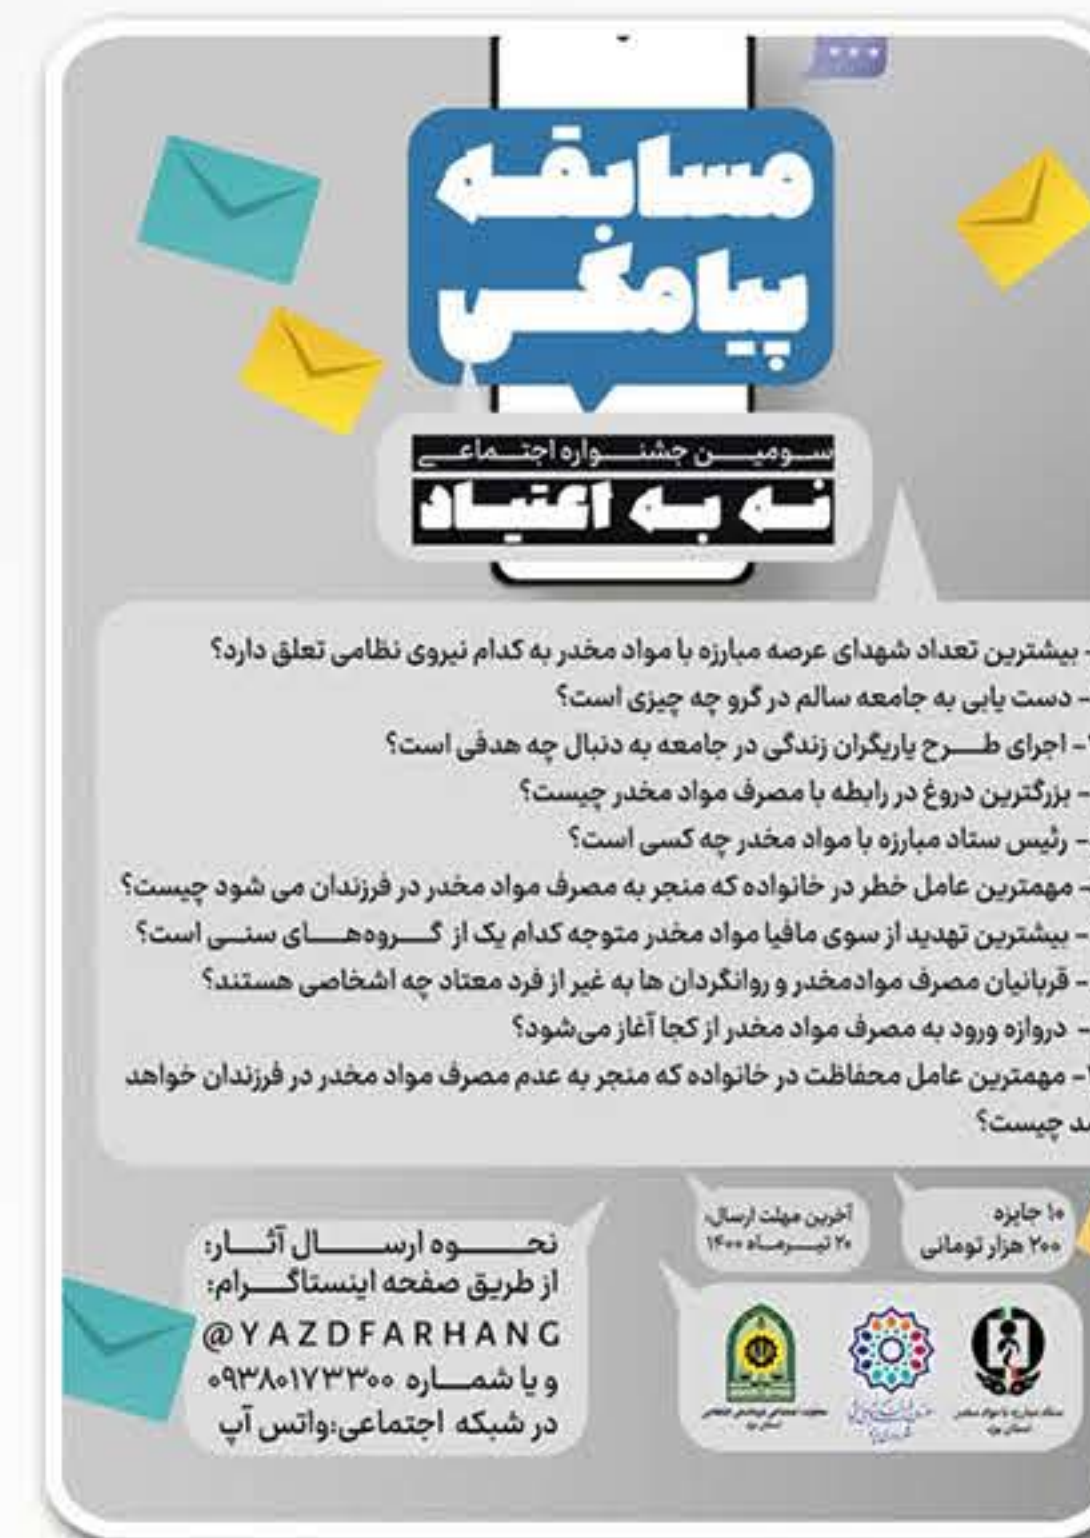 مسابقه
پیامکی
سومین جشنواره اجتماعی
نه به اعتیاد
- بیشترین تعداد شهدای عرصه مبارزه با مواد مخدر به کدام نیروی نظامی تعلق دارد؟
- دست یابی به جامعه سالم در گرو چه چیزی است؟
- اجرای طرح یاریگران زندگی در جامعه به دنبال چه هدفی است؟
- بزرگترین دروغ در رابطه با مصرف مواد مخدر چیست؟
- رئیس ستاد مبارزه با مواد مخدر چه کسی است؟
- مهمترین عامل خطر در خانواده که منجر به مصرف مواد مخدر در فرزندان می شود چیست؟
- بیشترین تهدید از سوی مافیا مواد مخدر متوجه کدام یک از گروه‌های سنی است؟
- قربانیان مصرف موادمخدر و روانگردان ها به غیر از فرد معتاد چه اشخاصی هستند؟
- دروازه ورود به مصرف مواد مخدر از کجا آغاز می‌شود؟
- مهمترین عامل محفاظت در خانواده که منجر به عدم مصرف مواد مخدر در فرزندان خواهد
چیست؟
۱۰ جایزه
۲۰۰ هزار تومانی
آخرین مهلت ارسال:
۲۰ تیرماه ۱۴۰۰
نحوه ارسال آثار:
از طریق صفحه اینستاگرام:
@YAZDFARHANG
و یا شماره ۰۹۳۸۰۱۷۳۳۰۰
در شبکه اجتماعی:واتس آپ
ستاد مبارزه با مواد مخدر
استان یزد